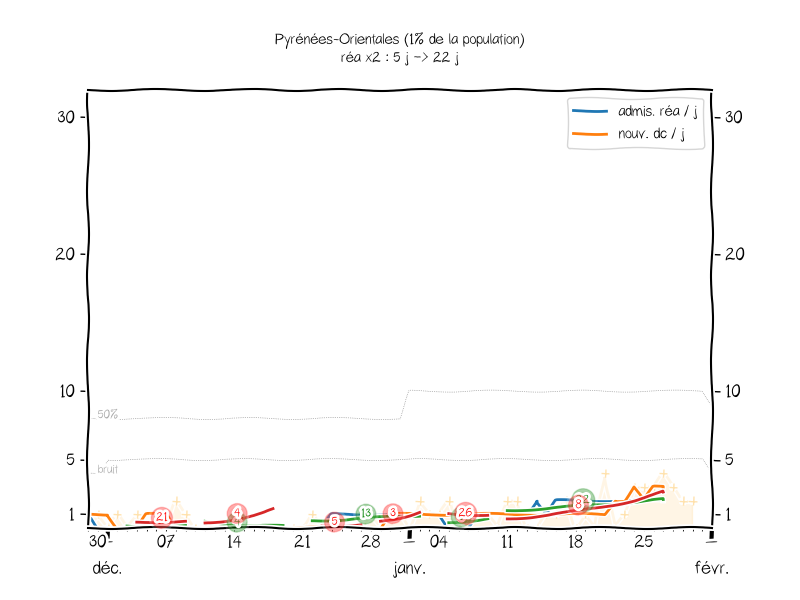 Pyrénées-Orientales (1% de la population)
réa x2 : 5 j -> 22 j
admis. réa / j
nouv. dc / j
30 30
20 20
10 10
50%
5 5
bruit
1 1
21 4 5 13 3 26 8
30 07 14 21 28 04 11 18 25
déc. janv. févr.